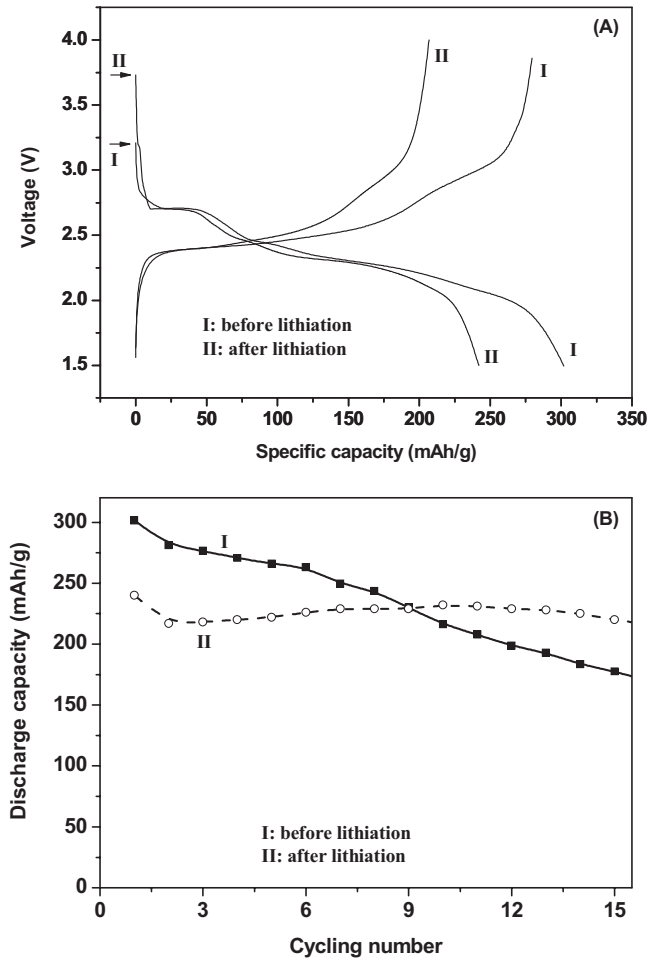 (A)
4.0
3.5
3.0
2.5
2.0
1.5
Voltage (V)
II
I
II
I
I: before lithiation
II: after lithiation
II
I
0 50 100 150 200 250 300 350
Specific capacity (mAh/g)
(B)
300
250
200
150
100
50
0
Discharge capacity (mAh/g)
I
II
I: before lithiation
II: after lithiation
0 3 6 9 12 15
Cycling number